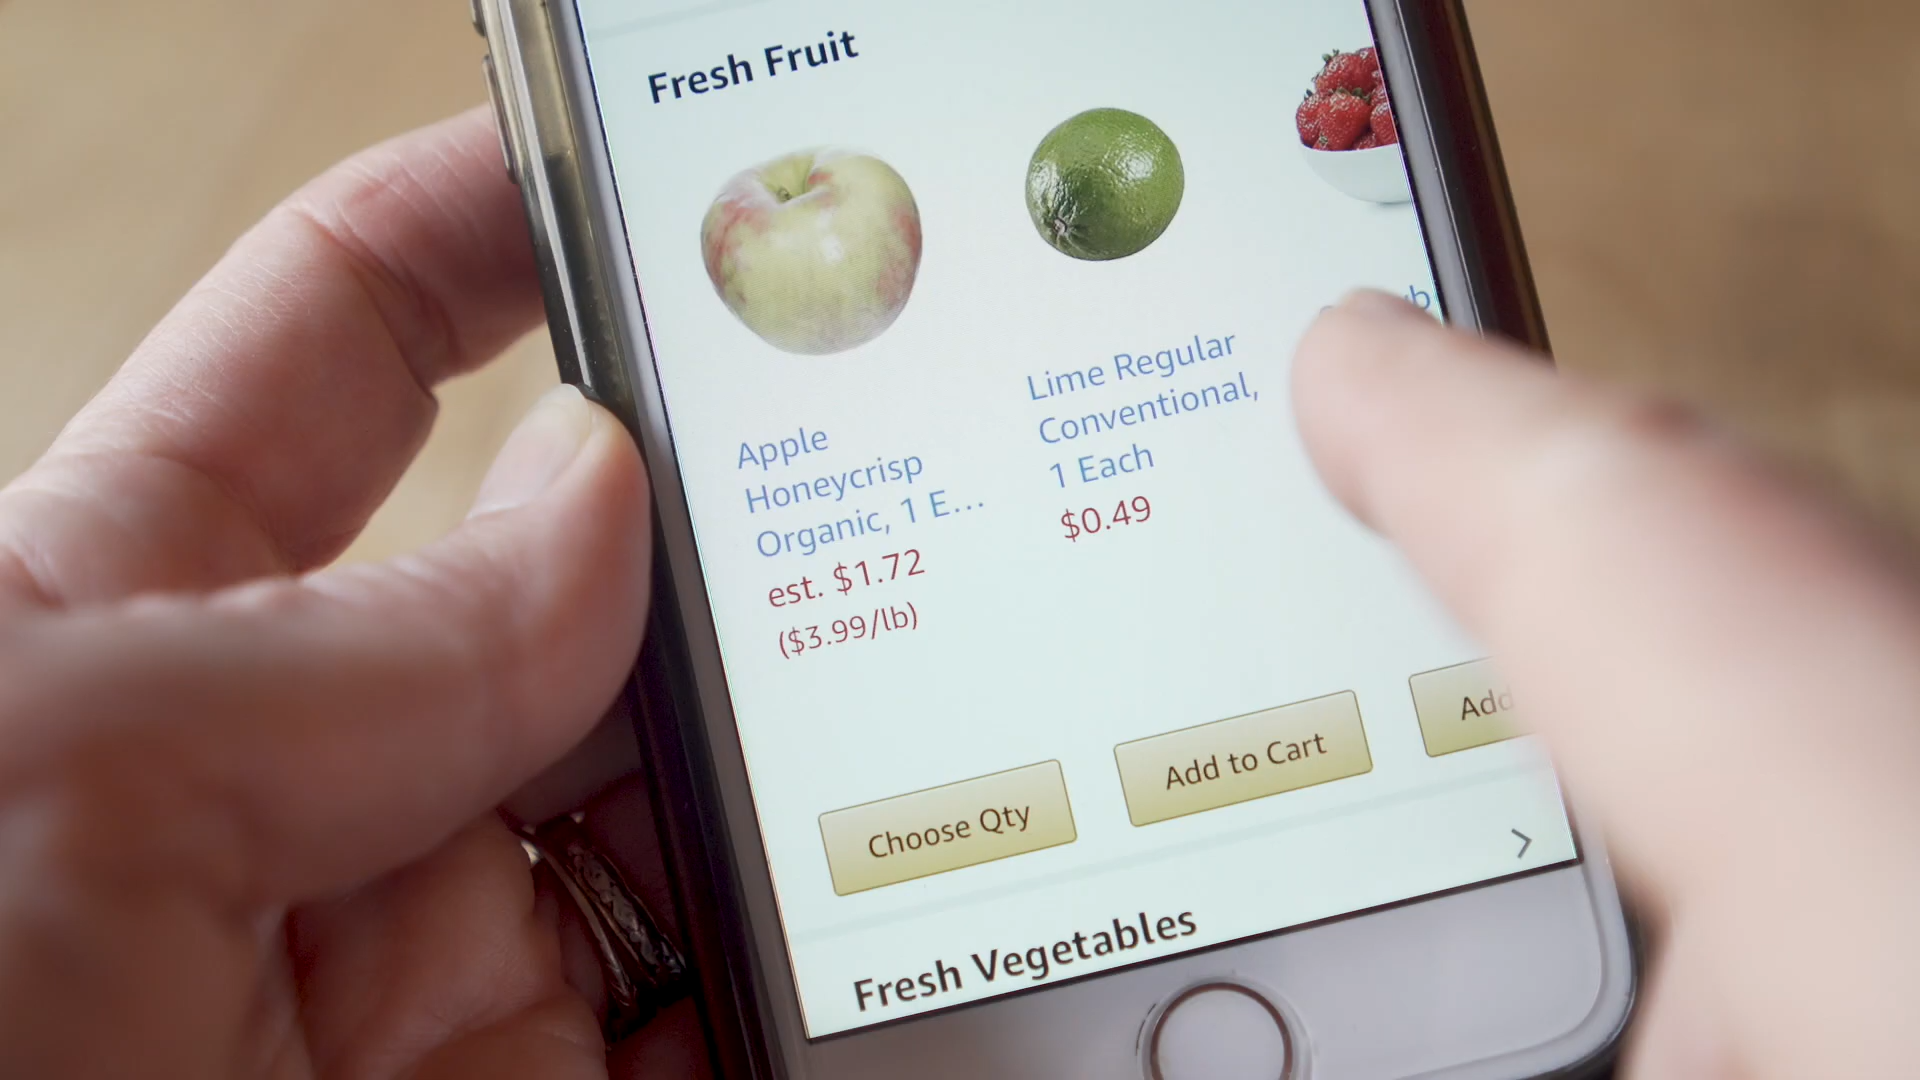 Fresh Fruit
Apple
Honeycrisp
Organic, 1 E...
est. $1.72
($3.99/lb)
Lime Regular
Conventional,
1 Each
$0.49
Choose Qty
Add to Cart
Add
Fresh Vegetables